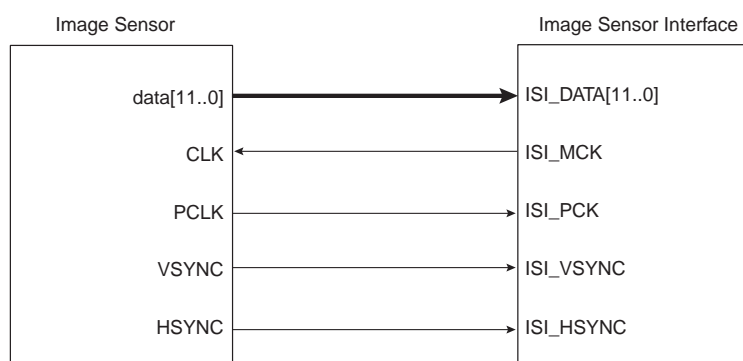 Image Sensor Image Sensor Interface
data[11..0] ISI_DATA[11..0]
CLK ISI_MCK
PCLK ISI_PCK
VSYNC ISI_VSYNC
HSYNC ISI_HSYNC